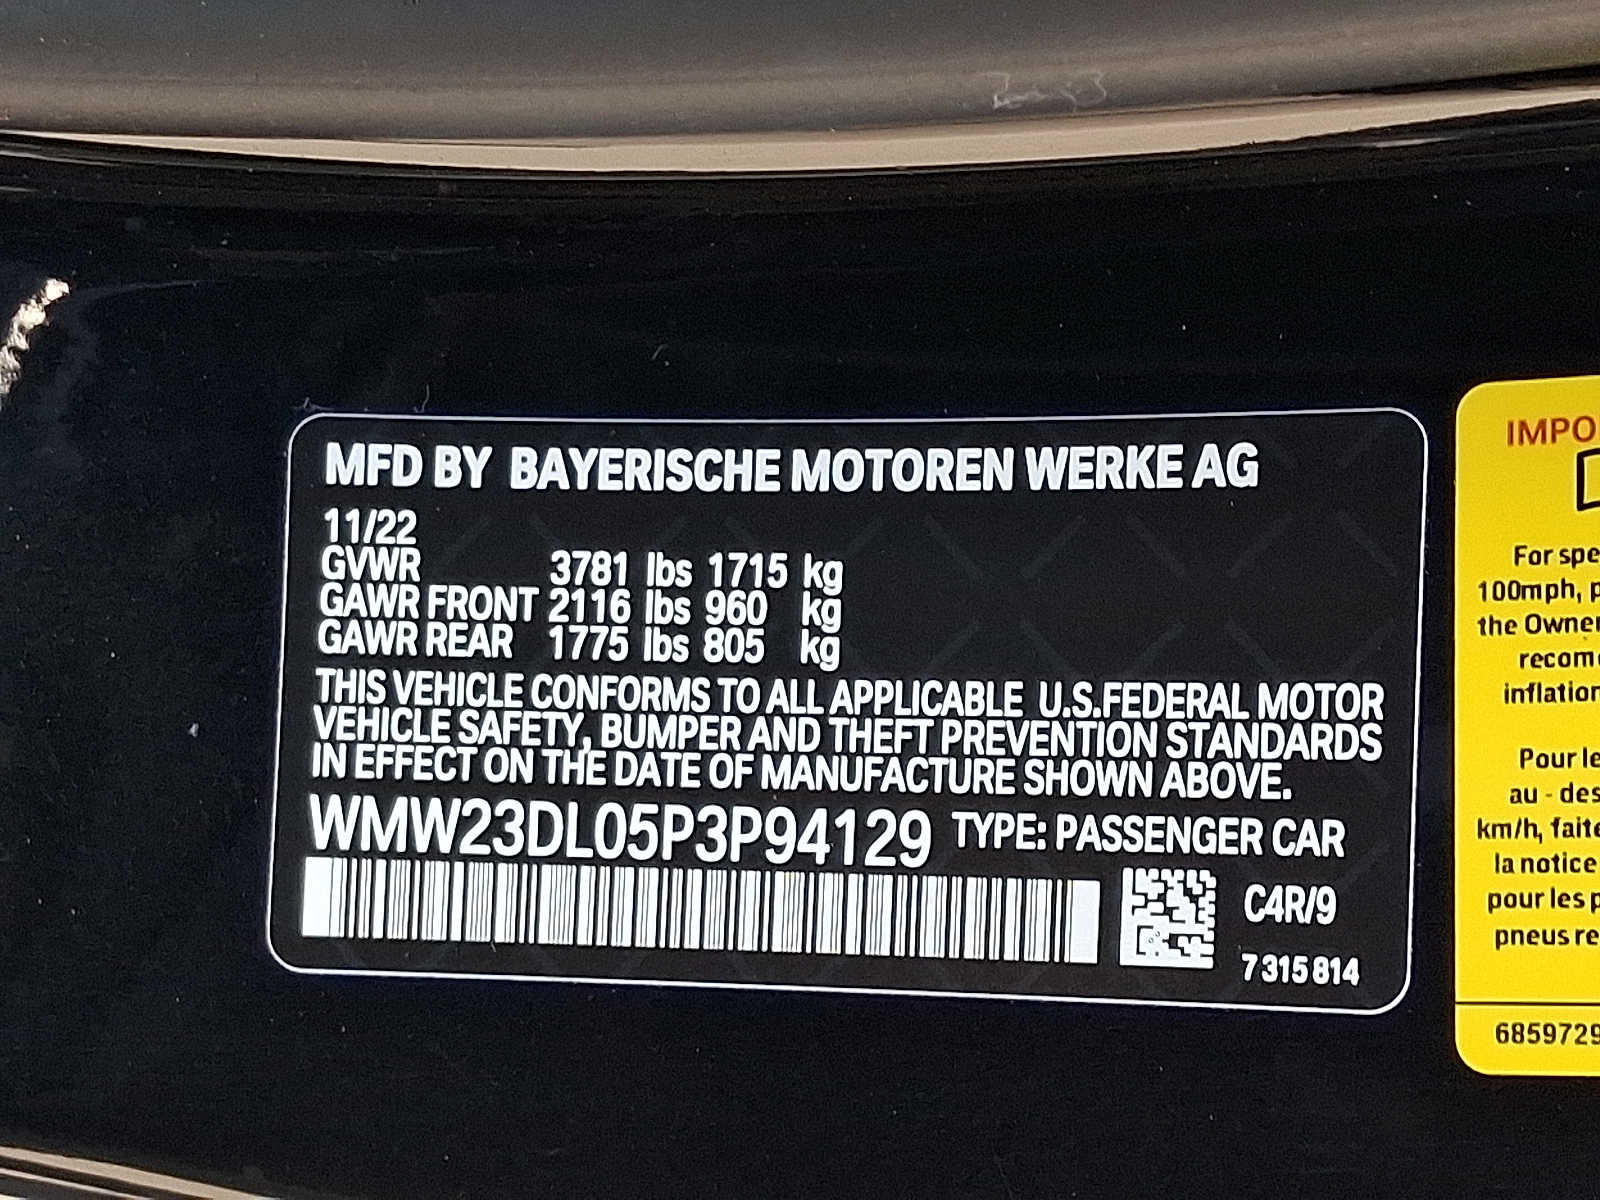 MFD BY BAYERISCHE MOTOREN WERKE AG
11/22
GVWR 3781 lbs 1715 kg
GAWR FRONT 2116 lbs 960 kg
GAWR REAR 1775 lbs 805 kg
THIS VEHICLE CONFORMS TO ALL APPLICABLE U.S.FEDERAL MOTOR
VEHICLE SAFETY, BUMPER AND THEFT PREVENTION STANDARDS
IN EFFECT ON THE DATE OF MANUFACTURE SHOWN ABOVE.
WMW23DL05P3P94129 TYPE: PASSENGER CAR
C4R/9
7 315 814
IMPO
For spe
100mph, p
the Owner
recom
inflation
Pour le
au - des
km/h, faite
la notice
pour les p
pneus re
6859729